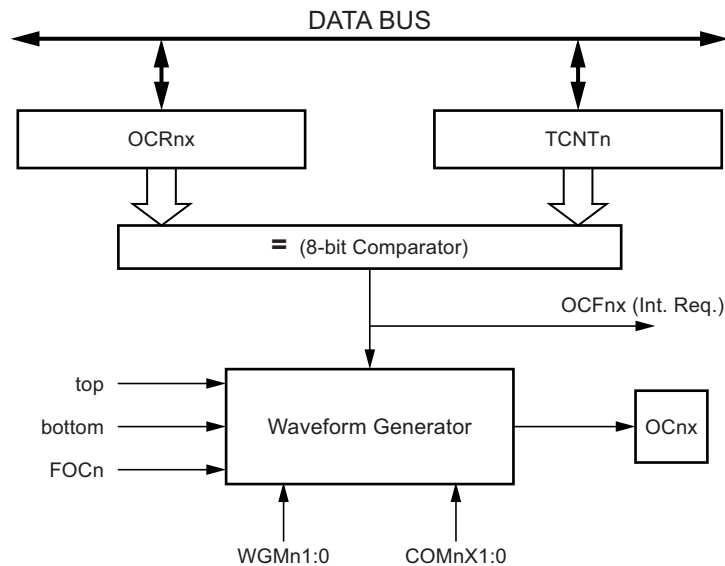 DATA BUS
OCRnx
TCNTn
= (8-bit Comparator)
OCFnx (Int. Req.)
top
bottom
FOCn
Waveform Generator
OCnx
WGMn1:0
COMnX1:0